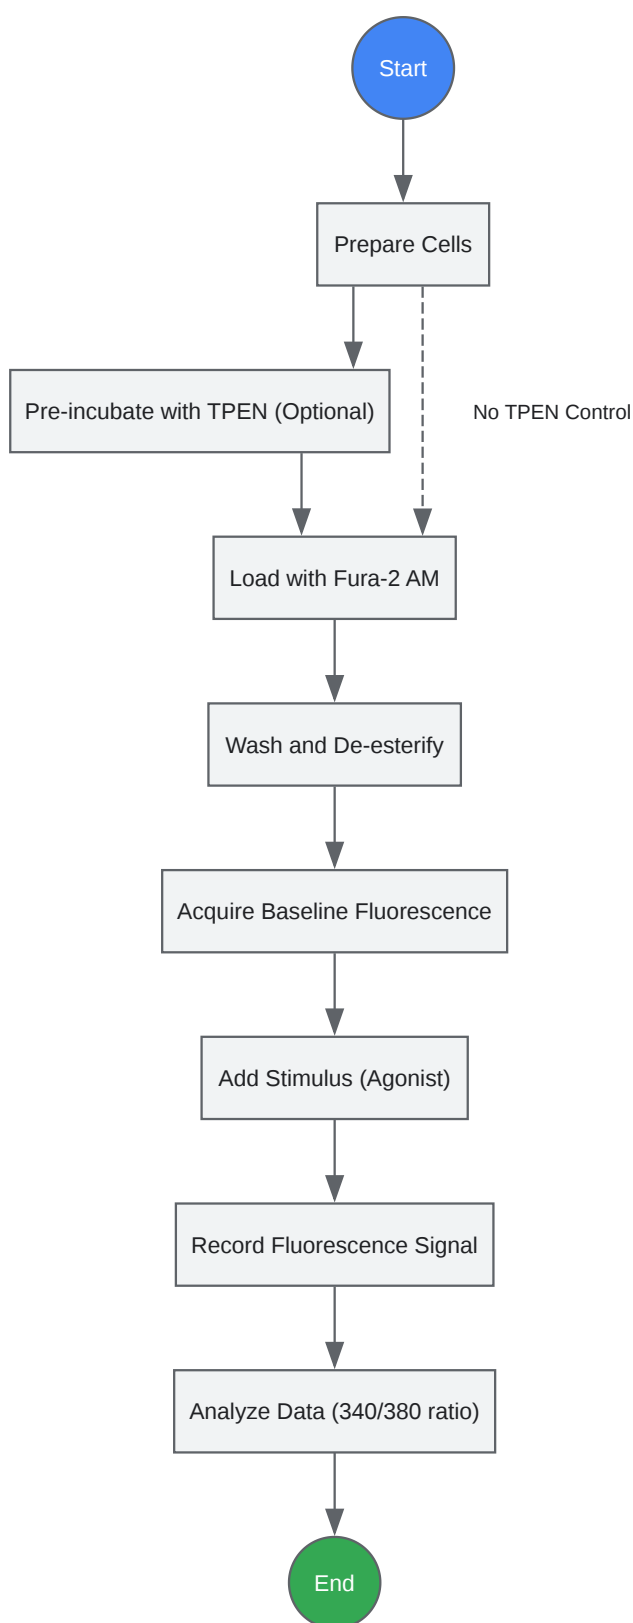 Start
Prepare Cells
Pre-incubate with TPEN (Optional)
No TPEN Control
Load with Fura-2 AM
Wash and De-esterify
Acquire Baseline Fluorescence
Add Stimulus (Agonist)
Record Fluorescence Signal
Analyze Data (340/380 ratio)
End